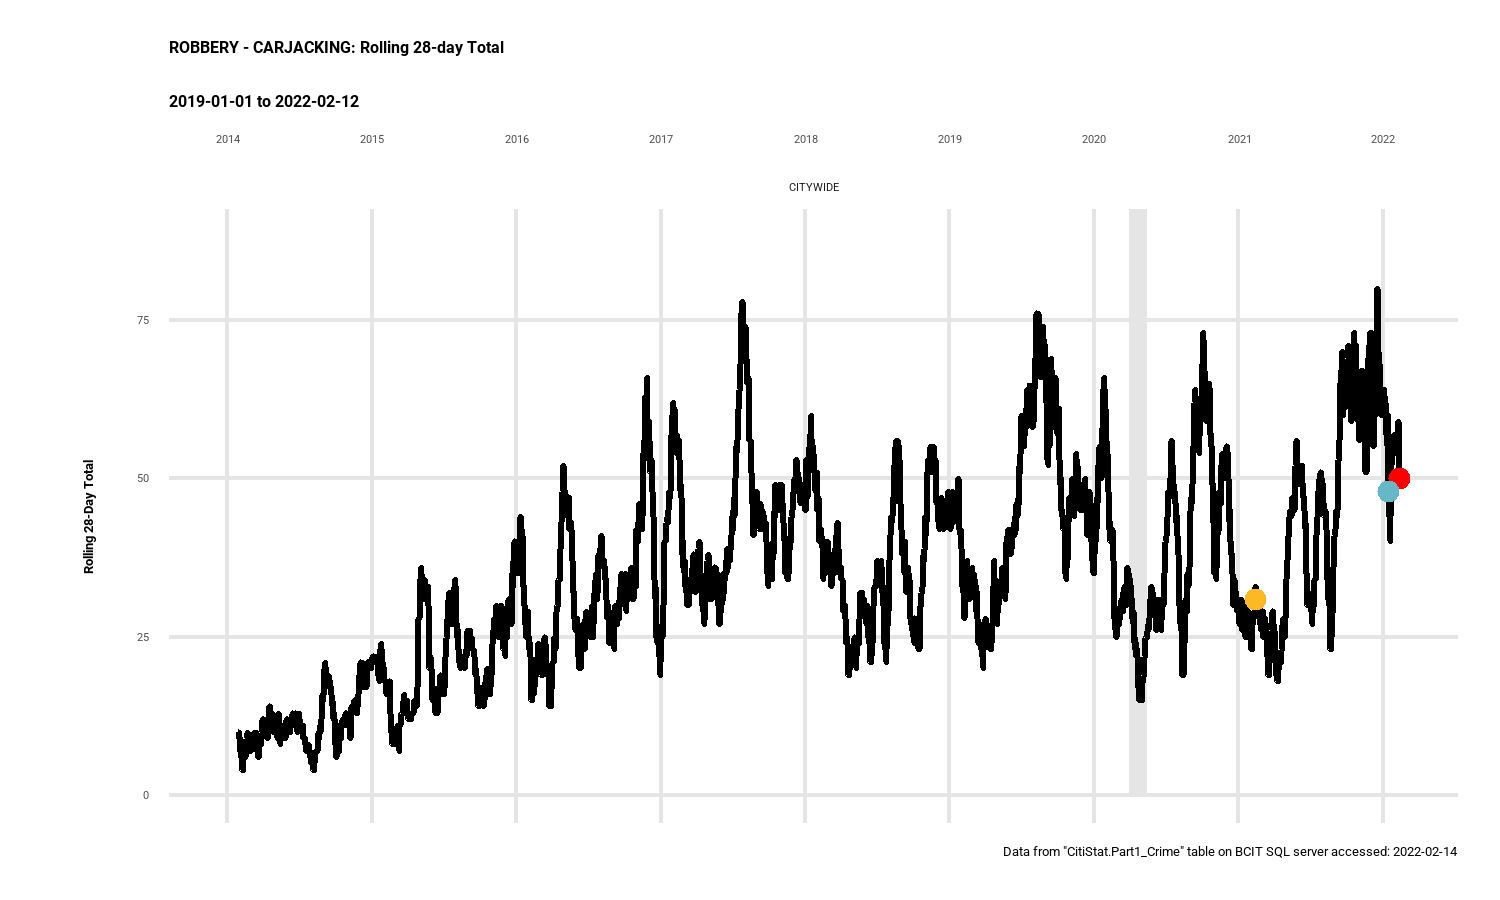 ROBBERY - CARJACKING: Rolling 28-day Total
2019-01-01 to 2022-02-12
2014 2015 2016 2017 2018 2019 2020 2021 2022
CITYWIDE
75
50
25
0
Rolling 28-Day Total
Data from "CitiStat.Part1_Crime" table on BCIT SQL server accessed: 2022-02-14